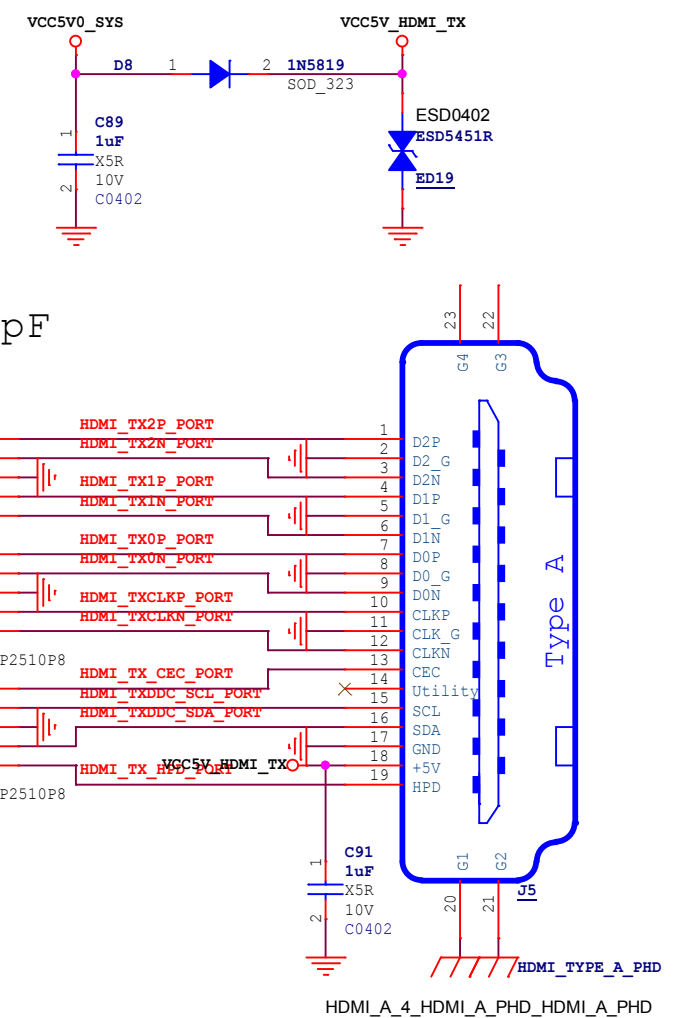 VCC5V0_SYS
VCC5V_HDMI_TX
D8 1 2 1N5819
SOD_323
ESD0402
ESD5451R
ED19
1
C89
1uF
X5R
10V
C0402
2
pF
23 22
G4 G3
HDMI_TX2P_PORT 1 D2P
HDMI_TX2N_PORT 2 D2_G
3 D2N
HDMI_TX1P_PORT 4 D1P
HDMI_TX1N_PORT 5 D1_G
6 D1N
HDMI_TX0P_PORT 7 D0P
HDMI_TX0N_PORT 8 D0_G
9 D0N
HDMI_TXCLKP_PORT 10 CLKP
HDMI_TXCLKN_PORT 11 CLK_G
12 CLKN
P2510P8
HDMI_TX_CEC_PORT 13 CEC
14 Utility
HDMI_TXDDC_SCL_PORT 15 SCL
HDMI_TXDDC_SDA_PORT 16 SDA
17 GND
VCC5V_HDMI_TX 18 +5V
HDMI_TX_HPD_PORT 19 HPD
P2510P8
Type A
1
C91
1uF
X5R
10V
C0402
2
G1 G2
20 21
J5
HDMI_TYPE_A_PHD
HDMI_A_4_HDMI_A_PHD_HDMI_A_PHD